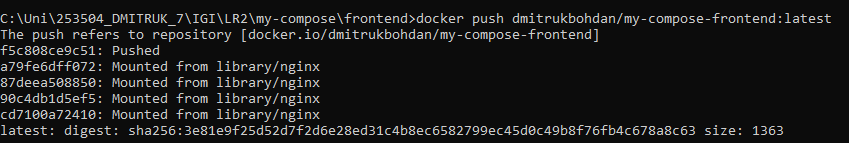 C:\Uni\253504_DMITRUK_7\IGI\LR2\my-compose\frontend>docker push dmitrukbohdan/my-compose-frontend:latest
The push refers to repository [docker.io/dmitrukbohdan/my-compose-frontend]
f5c808ce9c51: Pushed
a79fe6dff072: Mounted from library/nginx
87deea508850: Mounted from library/nginx
90c4db1d5ef5: Mounted from library/nginx
cd7100a72410: Mounted from library/nginx
latest: digest: sha256:3e81e9f25d52d7f2d6e28ed31c4b8ec6582799ec45d0c49b8f76fb4c678a8c63 size: 1363